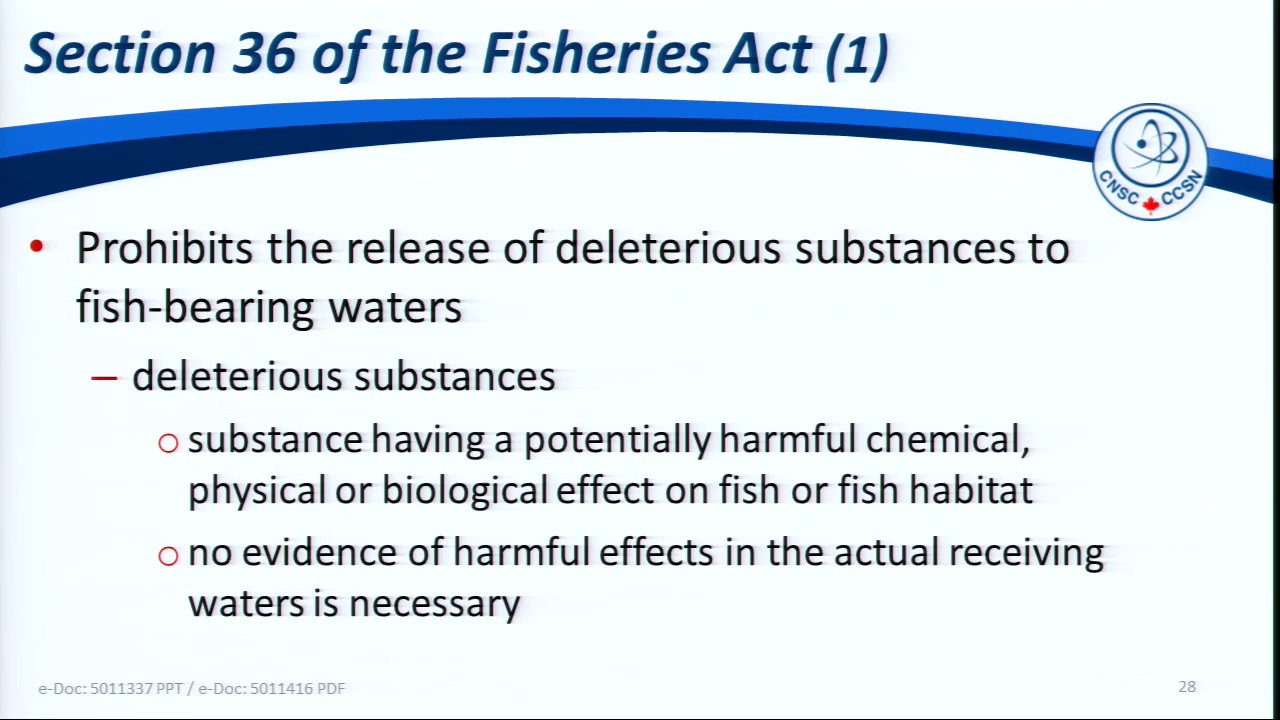 Section 36 of the Fisheries Act (1)
CNSC CCSN
• Prohibits the release of deleterious substances to
fish-bearing waters
– deleterious substances
o substance having a potentially harmful chemical,
physical or biological effect on fish or fish habitat
o no evidence of harmful effects in the actual receiving
waters is necessary
e-Doc: 5011337 PPT / e-Doc: 5011416 PDF
28